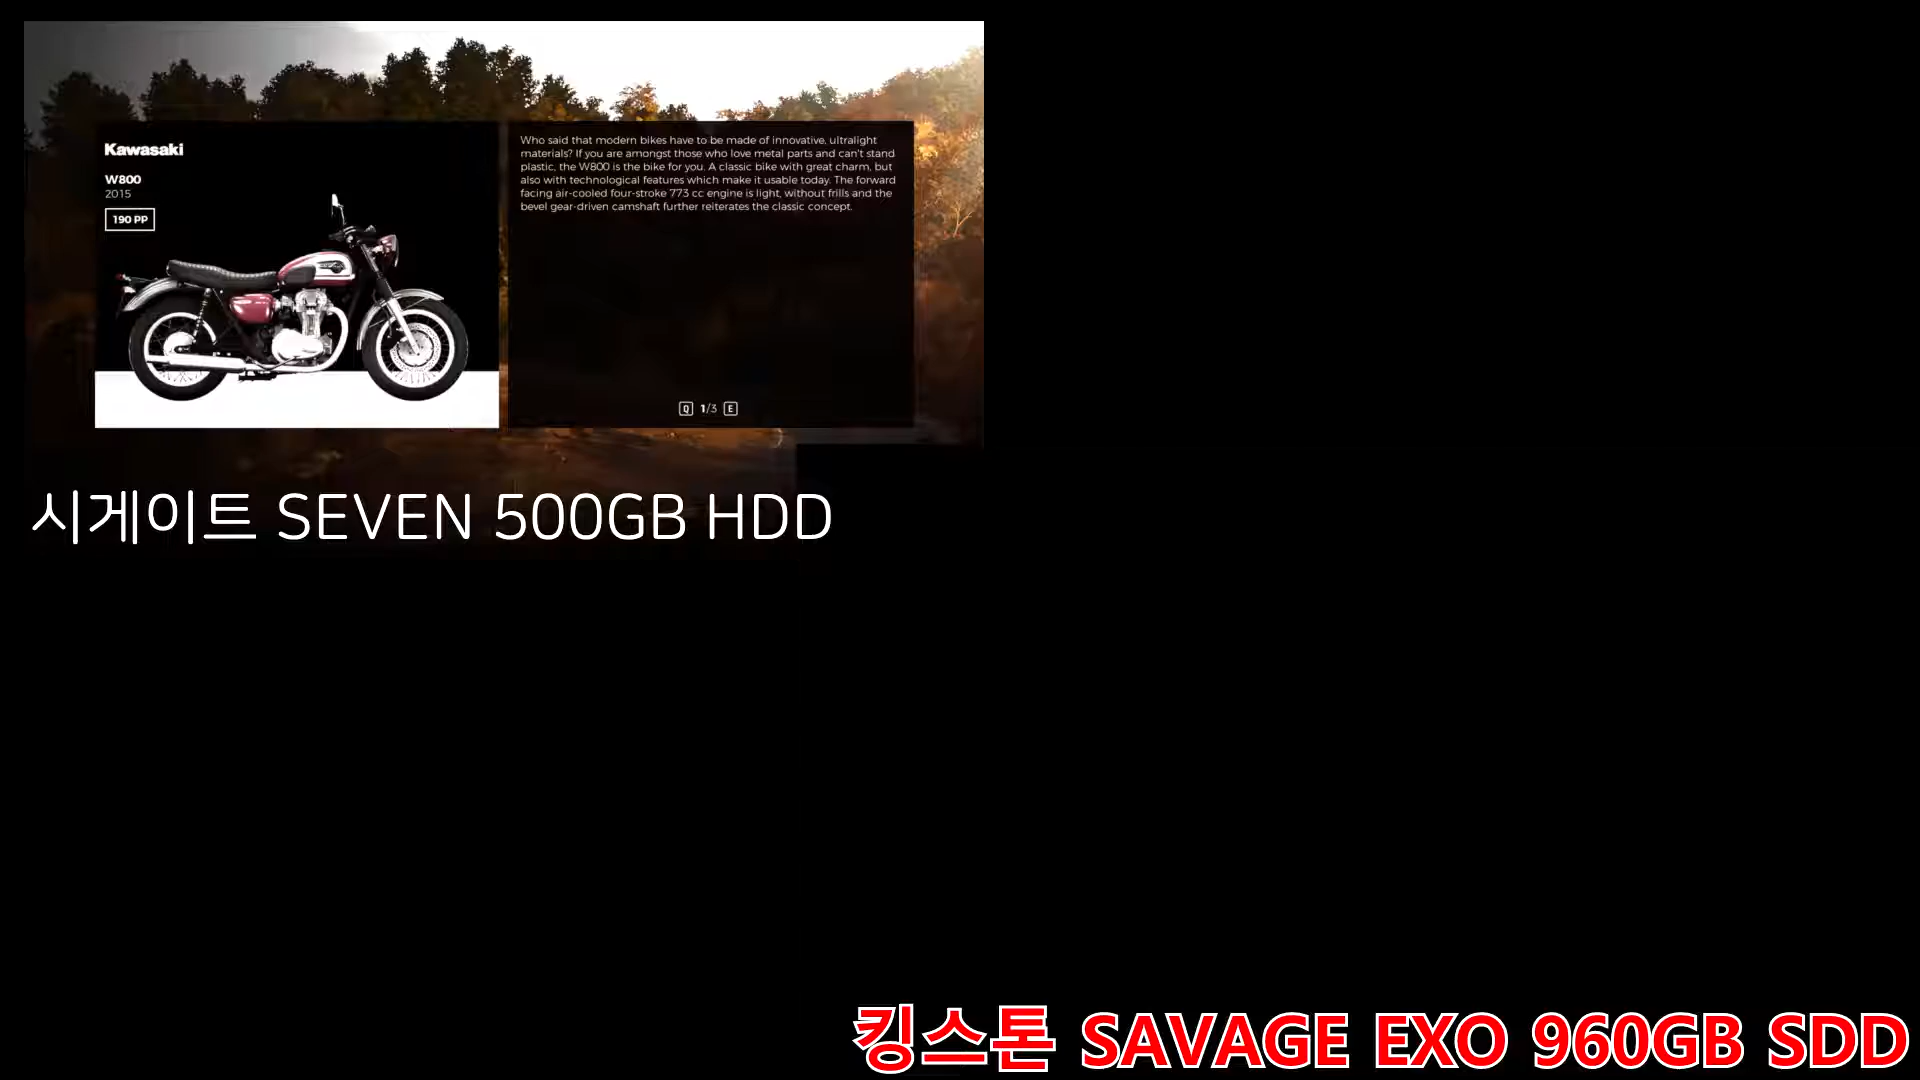 Kawasaki
W800
2015
190 PP
Who said that modern bikes have to be made of innovative, ultralight
materials? If you are amongst those who love metal parts and can't stand
plastic, the W800 is the bike for you. A classic bike with great charm, but
also with technological features which make it usable today. The forward
facing air-cooled four-stroke 773 cc engine is light, without frills and the
bevel gear-driven camshaft further reiterates the classic concept.
Q 1/3 E
시게이트 SEVEN 500GB HDD
킹스톤 SAVAGE EXO 960GB SDD